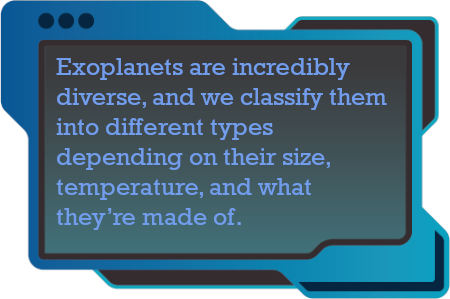 Exoplanets are incredibly
diverse, and we classify them
into different types
depending on their size,
temperature, and what
they’re made of.